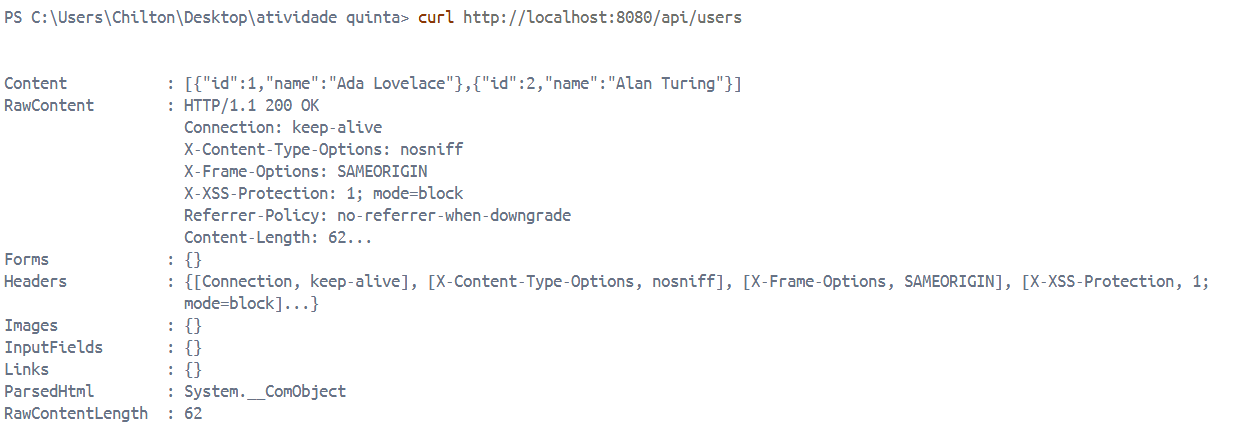 PS C:\Users\Chilton\Desktop\atividade quinta> curl http://localhost:8080/api/users
Content           : [{"id":1,"name":"Ada Lovelace"},{"id":2,"name":"Alan Turing"}]
RawContent        : HTTP/1.1 200 OK
                    Connection: keep-alive
                    X-Content-Type-Options: nosniff
                    X-Frame-Options: SAMEORIGIN
                    X-XSS-Protection: 1; mode=block
                    Referrer-Policy: no-referrer-when-downgrade
                    Content-Length: 62...
Forms             : {}
Headers           : {[Connection, keep-alive], [X-Content-Type-Options, nosniff], [X-Frame-Options, SAMEORIGIN], [X-XSS-Protection, 1;
                    mode=block]...}
Images            : {}
InputFields       : {}
Links             : {}
ParsedHtml        : System.__ComObject
RawContentLength  : 62